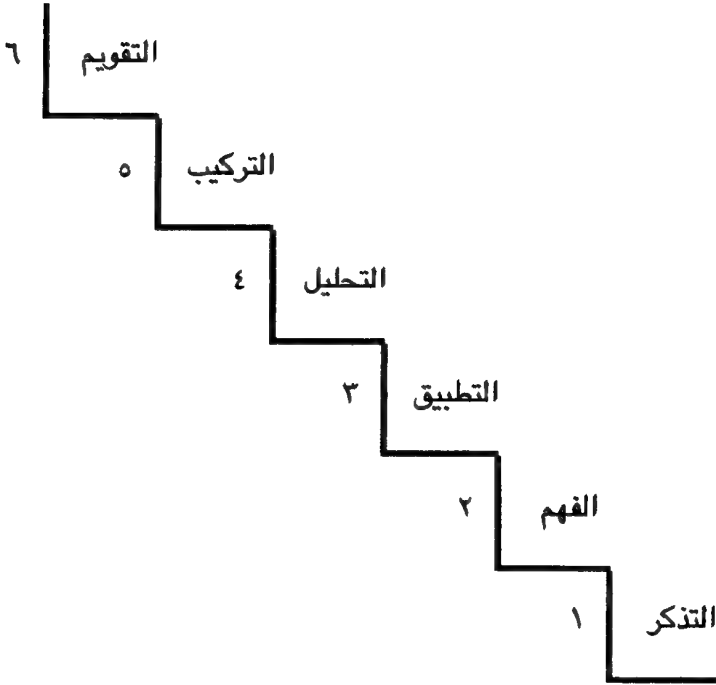 التقويم ٦
التركيب ٥
التحليل ٤
التطبيق ٣
الفهم ٢
التذكر ١